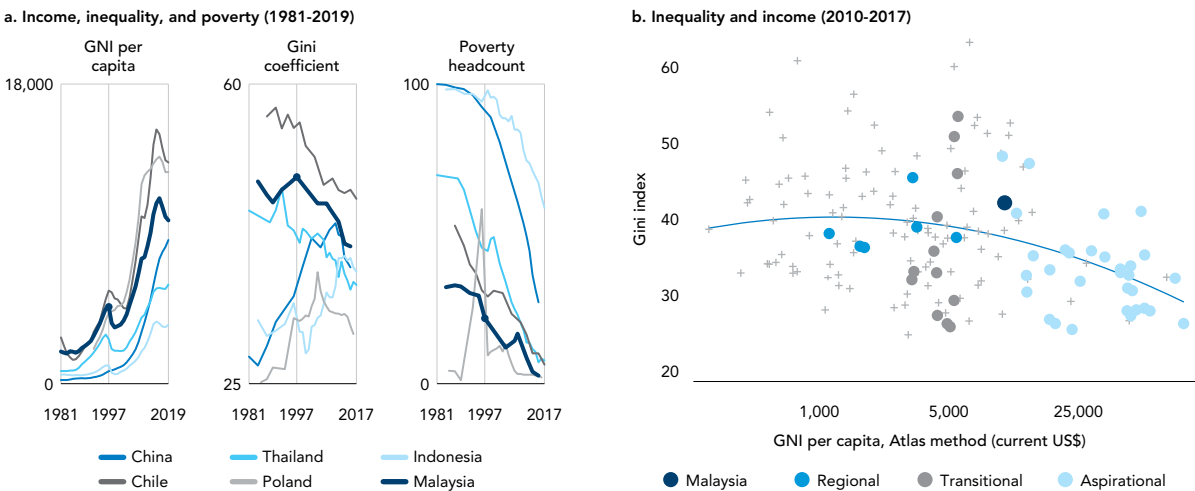 a. Income, inequality, and poverty (1981-2019)
GNI per
capita
18,000
0
1981 1997 2019
Gini
coefficient
60
25
1981 1997 2017
Poverty
headcount
100
0
1981 1997 2017
China
Thailand
Indonesia
Chile
Poland
Malaysia
b. Inequality and income (2010-2017)
Gini index
60
50
40
30
20
1,000 5,000 25,000
GNI per capita, Atlas method (current US$)
Malaysia
Regional
Transitional
Aspirational